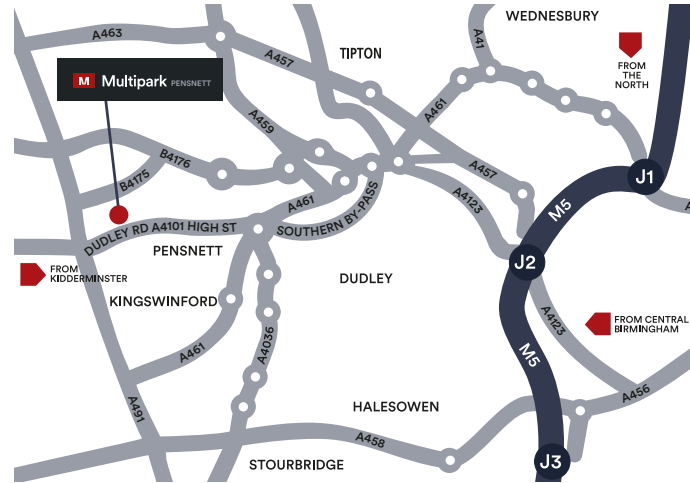 WEDNESBURY
A463
A41
TIPTON
A457
FROM
THE
NORTH
M Multipark PENSNETT
A461
A459
B4176
A457
J1
B4175
A461
A4123
M5
A
SOUTHERN BY-PASS
DUDLEY RD A4101 HIGH ST
PENSNETT
J2
FROM
KIDDERMINSTER
DUDLEY
KINGSWINFORD
A4123
FROM CENTRAL
BIRMINGHAM
A4036
A461
M5
A456
A491
HALESOWEN
A458
STOURBRIDGE
J3